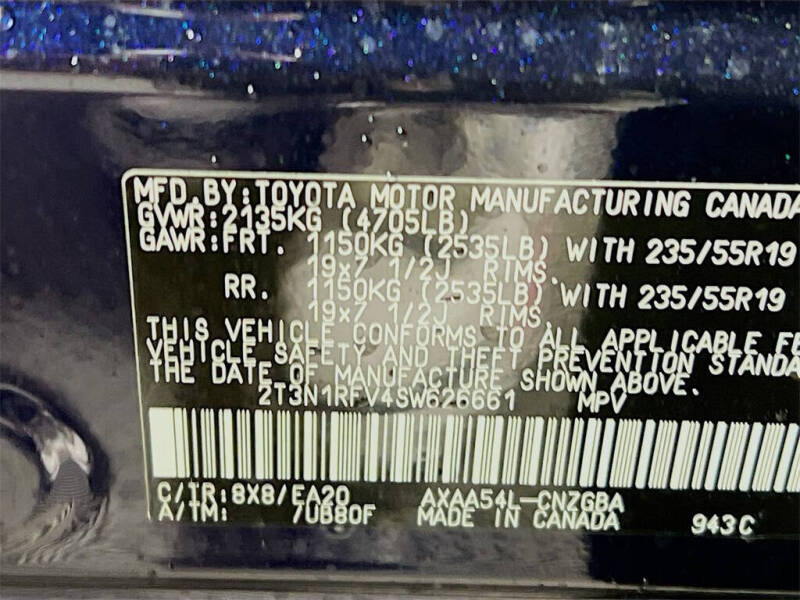 MFD.BY:TOYOTA MOTOR MANUFACTURING CANADA
GVWR:2135KG (4705LB)
GAWR:FRT. 1150KG (2535LB) WITH 235/55R19
19x7 1/2J RIMS.
RR. 1150KG (2535LB) WITH 235/55R19
19x7 1/2J RIMS.
THIS VEHICLE CONFORMS TO ALL APPLICABLE FE
VEHICLE SAFETY AND THEFT PREVENTION STANDA
THE DATE OF MANUFACTURE SHOWN ABOVE.
2T3N1RFV4SW626661 MPV
C/TR:8X8/EA20 AXAA54L-CNZGBA
A/TM: 7UB80F MADE IN CANADA 943C